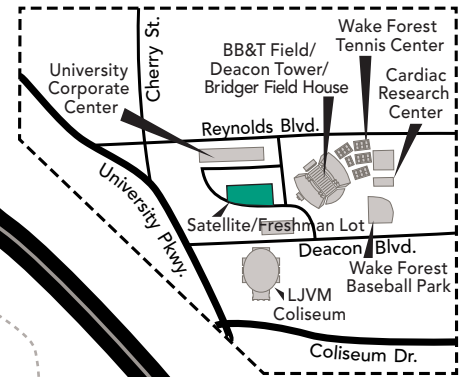 Cherry St.
Wake Forest
Tennis Center
BB&T Field/
Deacon Tower/
Bridger Field House
University
Corporate
Center
Cardiac
Research
Center
Reynolds Blvd.
University Pkwy.
Satellite/Freshman Lot
Deacon Blvd.
Wake Forest
Baseball Park
LJVM
Coliseum
Coliseum Dr.